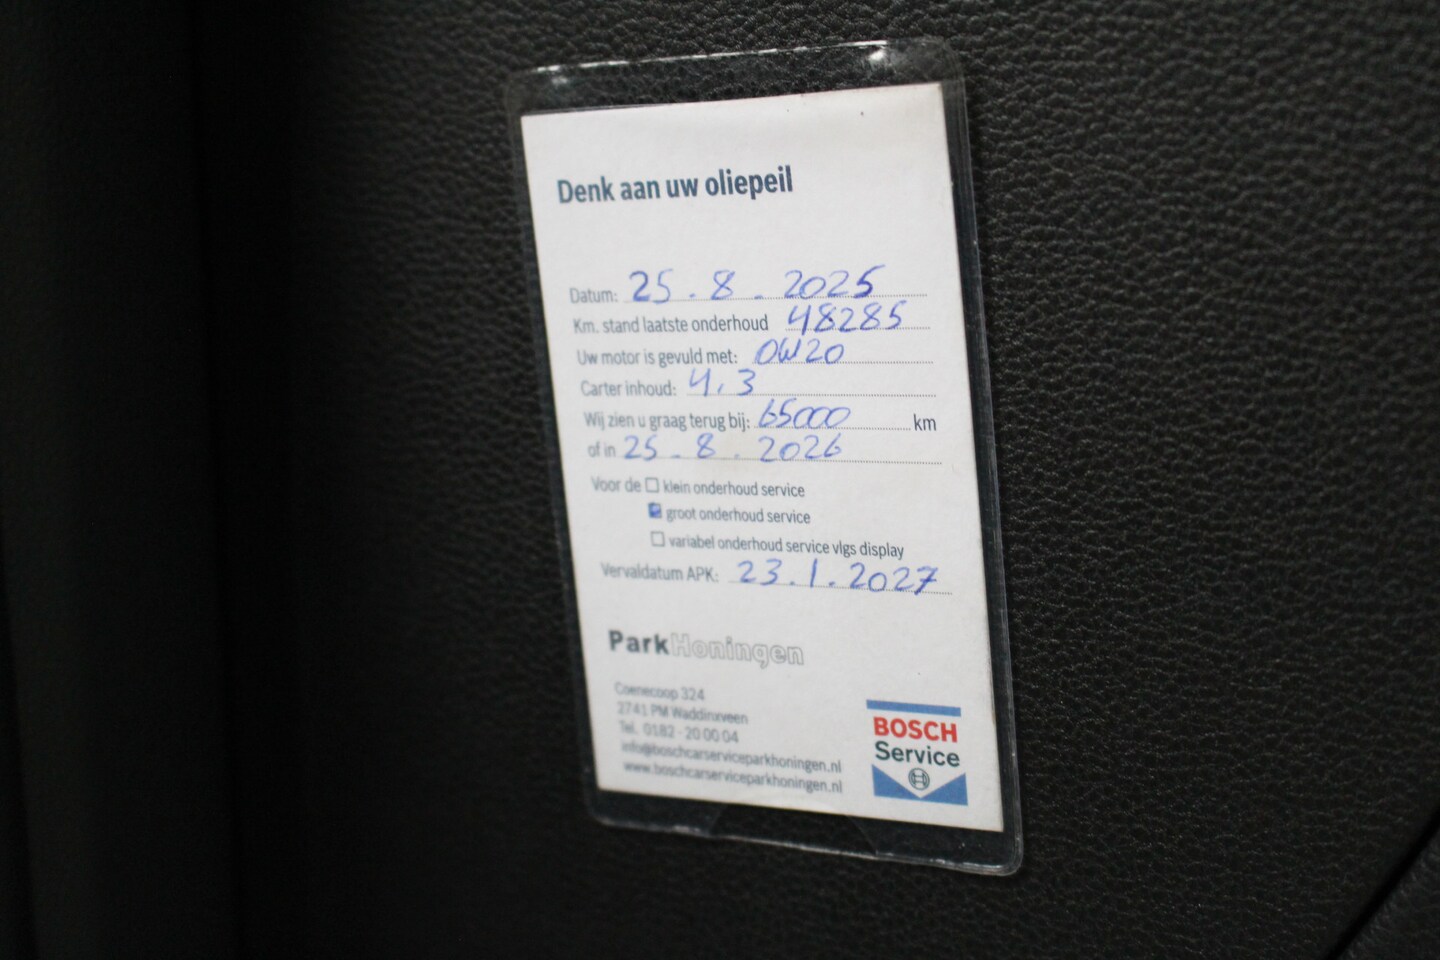 Denk aan uw oliepeil
Datum: 25.8.2025
Km. stand laatste onderhoud 48285
Uw motor is gevuld met: 0W20
Carter inhoud: 4,3
Wij zien u graag terug bij: 65000 km
of in 25.8.2026
Voor de klein onderhoud service
groot onderhoud service
variabel onderhoud service vlgs display
Vervaldatum APK: 23.1.2027
ParkHoningen
Coenecoop 324
2741 PM Waddinxveen
Tel. 0182 - 20 00 04
info@boschcarserviceparkhoningen.nl
www.boschcarserviceparkhoningen.nl
BOSCH
Service